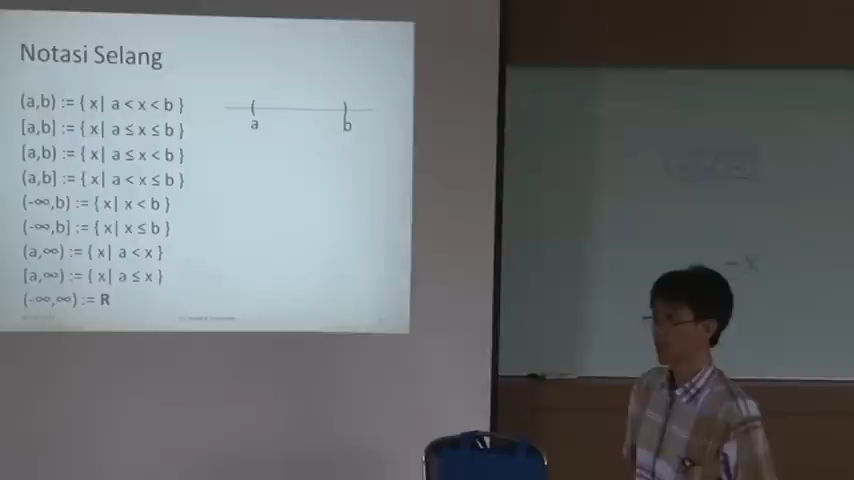 Notasi Selang
(a,b) := { x| a < x < b }
[a,b] := { x| a ≤ x ≤ b }
[a,b) := { x| a ≤ x < b }
(a,b] := { x| a < x ≤ b }
(-∞,b) := { x| x < b }
(-∞,b] := { x| x ≤ b }
(a,∞) := { x| a < x }
[a,∞) := { x| a ≤ x }
(-∞,∞) := R
( )
a b
- x